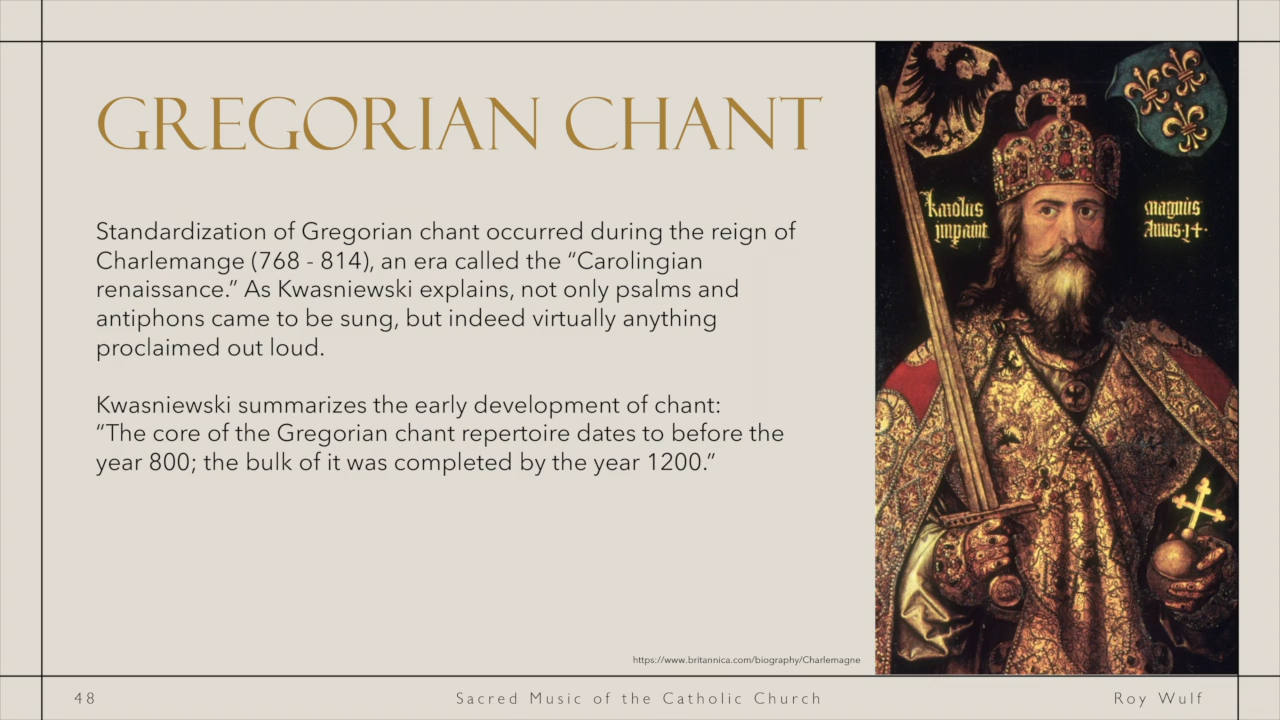 GREGORIAN CHANT
Standardization of Gregorian chant occurred during the reign of
Charlemange (768 - 814), an era called the “Carolingian
renaissance.” As Kwasniewski explains, not only psalms and
antiphons came to be sung, but indeed virtually anything
proclaimed out loud.
Kwasniewski summarizes the early development of chant:
“The core of the Gregorian chant repertoire dates to before the
year 800; the bulk of it was completed by the year 1200.”
karolus
magnus
https://www.britannica.com/biography/Charlemagne
48
Sacred Music of the Catholic Church
Roy Wulf